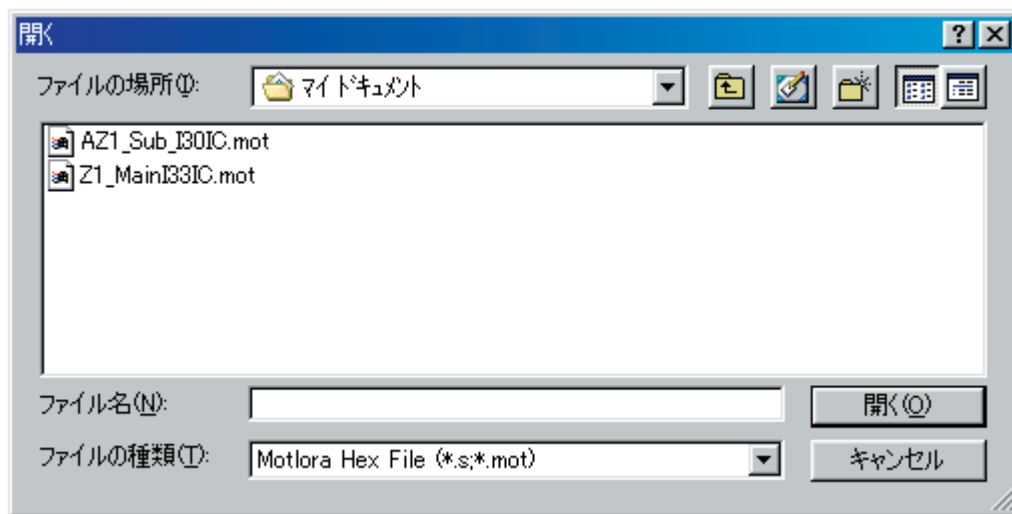 開く
ファイルの場所(I):
マイ ドキュメント
AZ1_Sub_I30IC.mot
Z1_MainI33IC.mot
ファイル名(N):
開く(O)
ファイルの種類(T):
Motlora Hex File (*.s;*.mot)
キャンセル